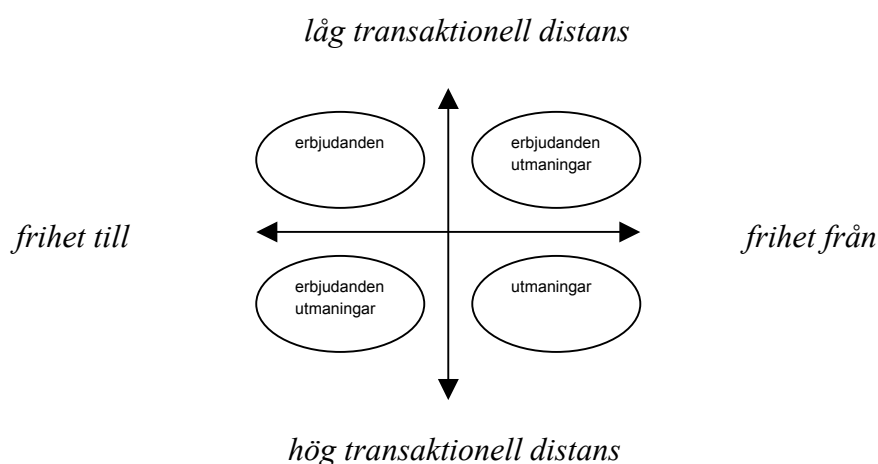 låg transaktionell distans
erbjudanden
erbjudanden
utmaningar
frihet till
frihet från
erbjudanden
utmaningar
utmaningar
hög transaktionell distans